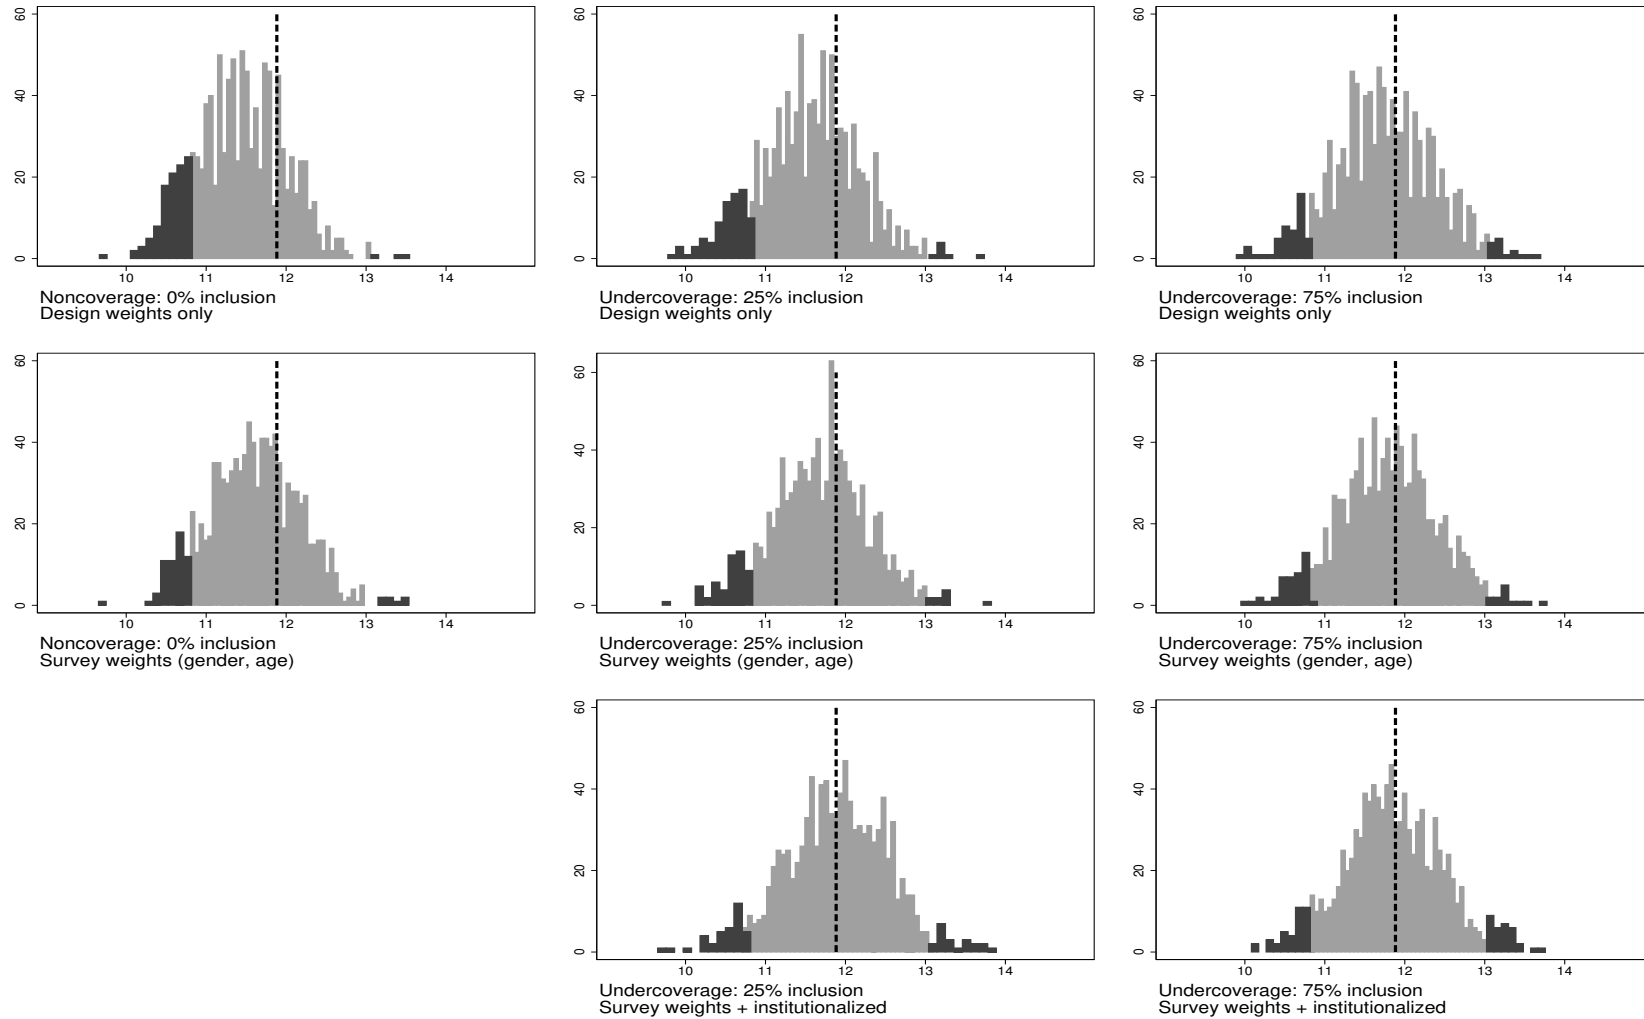 60
40
20
0
10 11 12 13 14
Noncoverage: 0% inclusion
Design weights only
60
40
20
0
10 11 12 13 14
Undercoverage: 25% inclusion
Design weights only
60
40
20
0
10 11 12 13 14
Undercoverage: 75% inclusion
Design weights only
60
40
20
0
10 11 12 13 14
Noncoverage: 0% inclusion
Survey weights (gender, age)
60
40
20
0
10 11 12 13 14
Undercoverage: 25% inclusion
Survey weights (gender, age)
60
40
20
0
10 11 12 13 14
Undercoverage: 75% inclusion
Survey weights (gender, age)
60
40
20
0
10 11 12 13 14
Undercoverage: 25% inclusion
Survey weights + institutionalized
60
40
20
0
10 11 12 13 14
Undercoverage: 75% inclusion
Survey weights + institutionalized